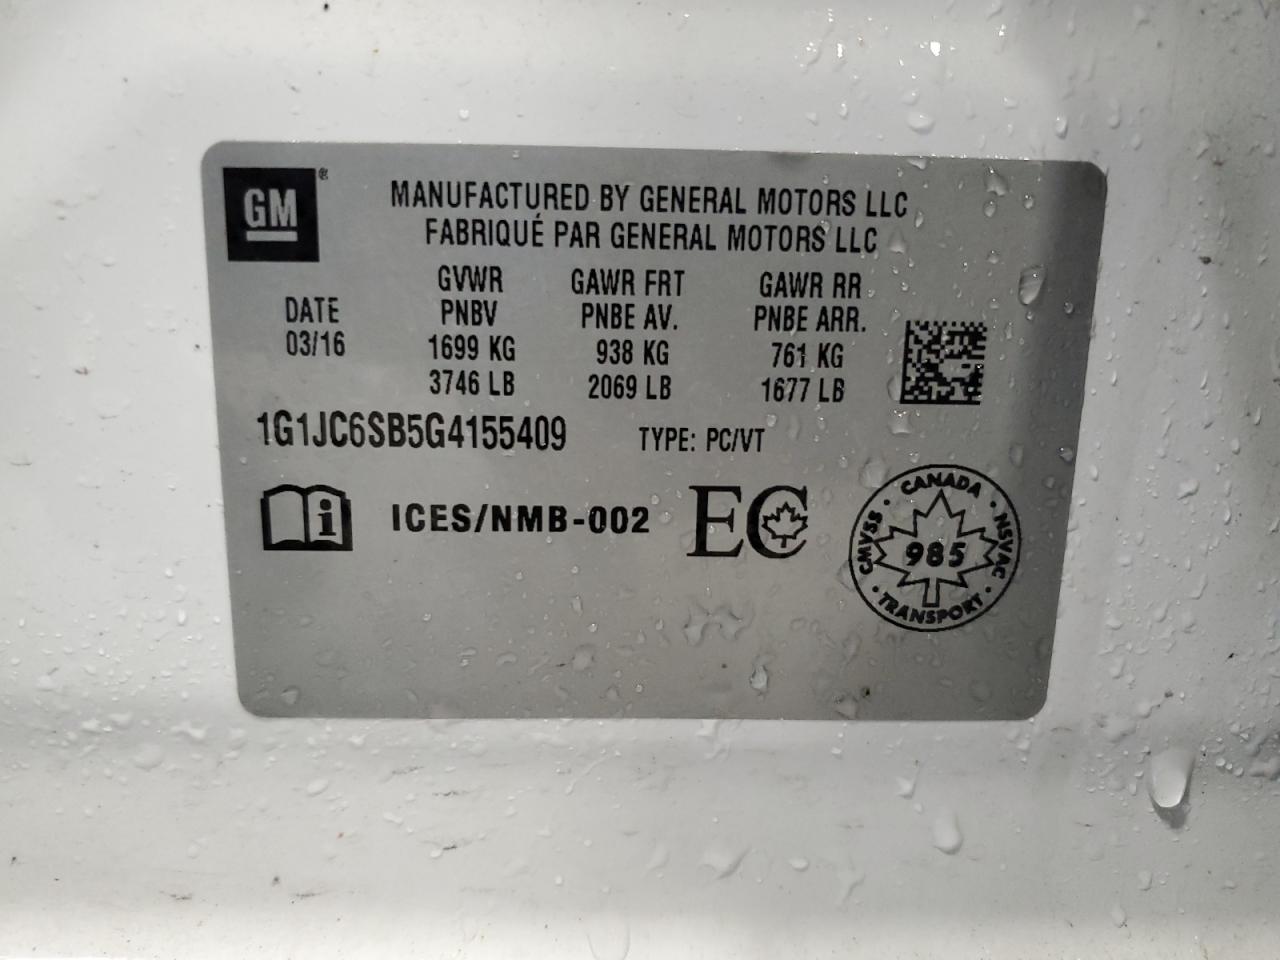 GM®
MANUFACTURED BY GENERAL MOTORS LLC
FABRIQUÉ PAR GENERAL MOTORS LLC
DATE
03/16
GVWR
PNBV
1699 KG
3746 LB
GAWR FRT
PNBE AV.
938 KG
2069 LB
GAWR RR
PNBE ARR.
761 KG
1677 LB
1G1JC6SB5G4155409 TYPE: PC/VT
i ICES/NMB-002 EC
CANADA · NSVAC · TRANSPORT · CMVSS ·
985